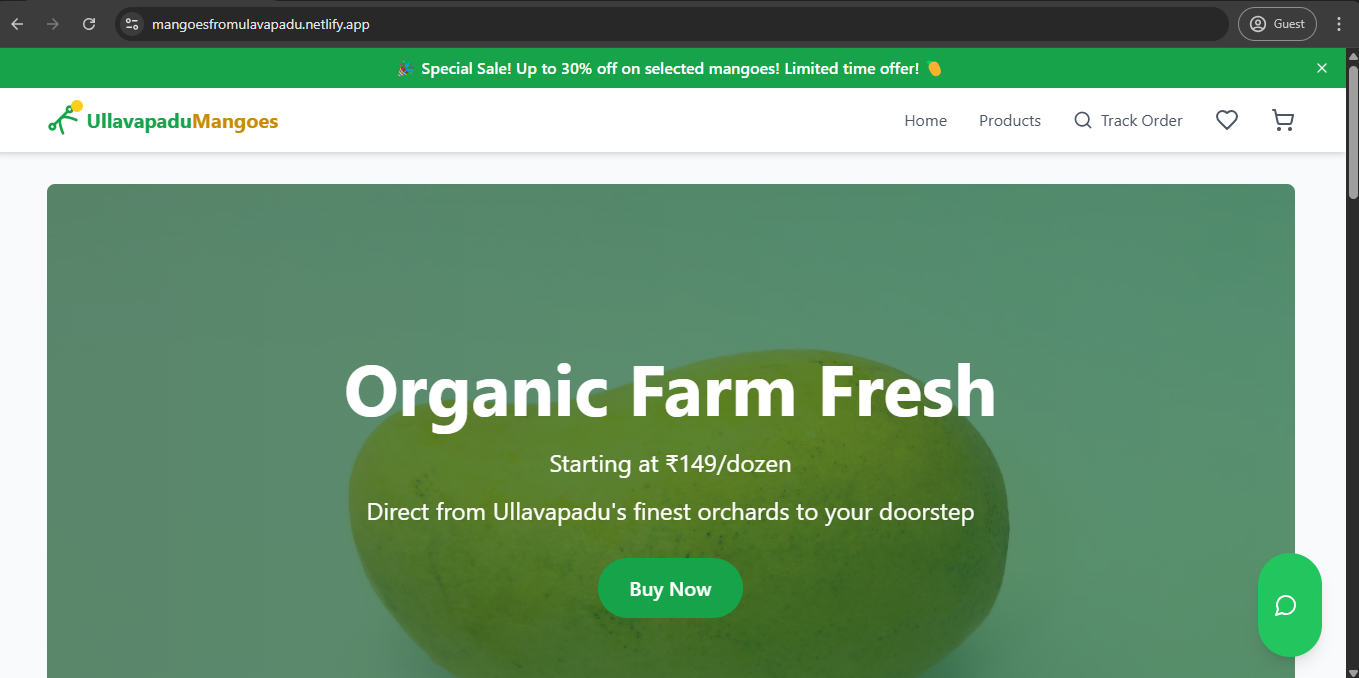 mangoesfromulavapadu.netlify.app
Guest
🎉 Special Sale! Up to 30% off on selected mangoes! Limited time offer! 🥭
UllavapaduMangoes
Home
Products
Track Order
Organic Farm Fresh
Starting at ₹149/dozen
Direct from Ullavapadu's finest orchards to your doorstep
Buy Now